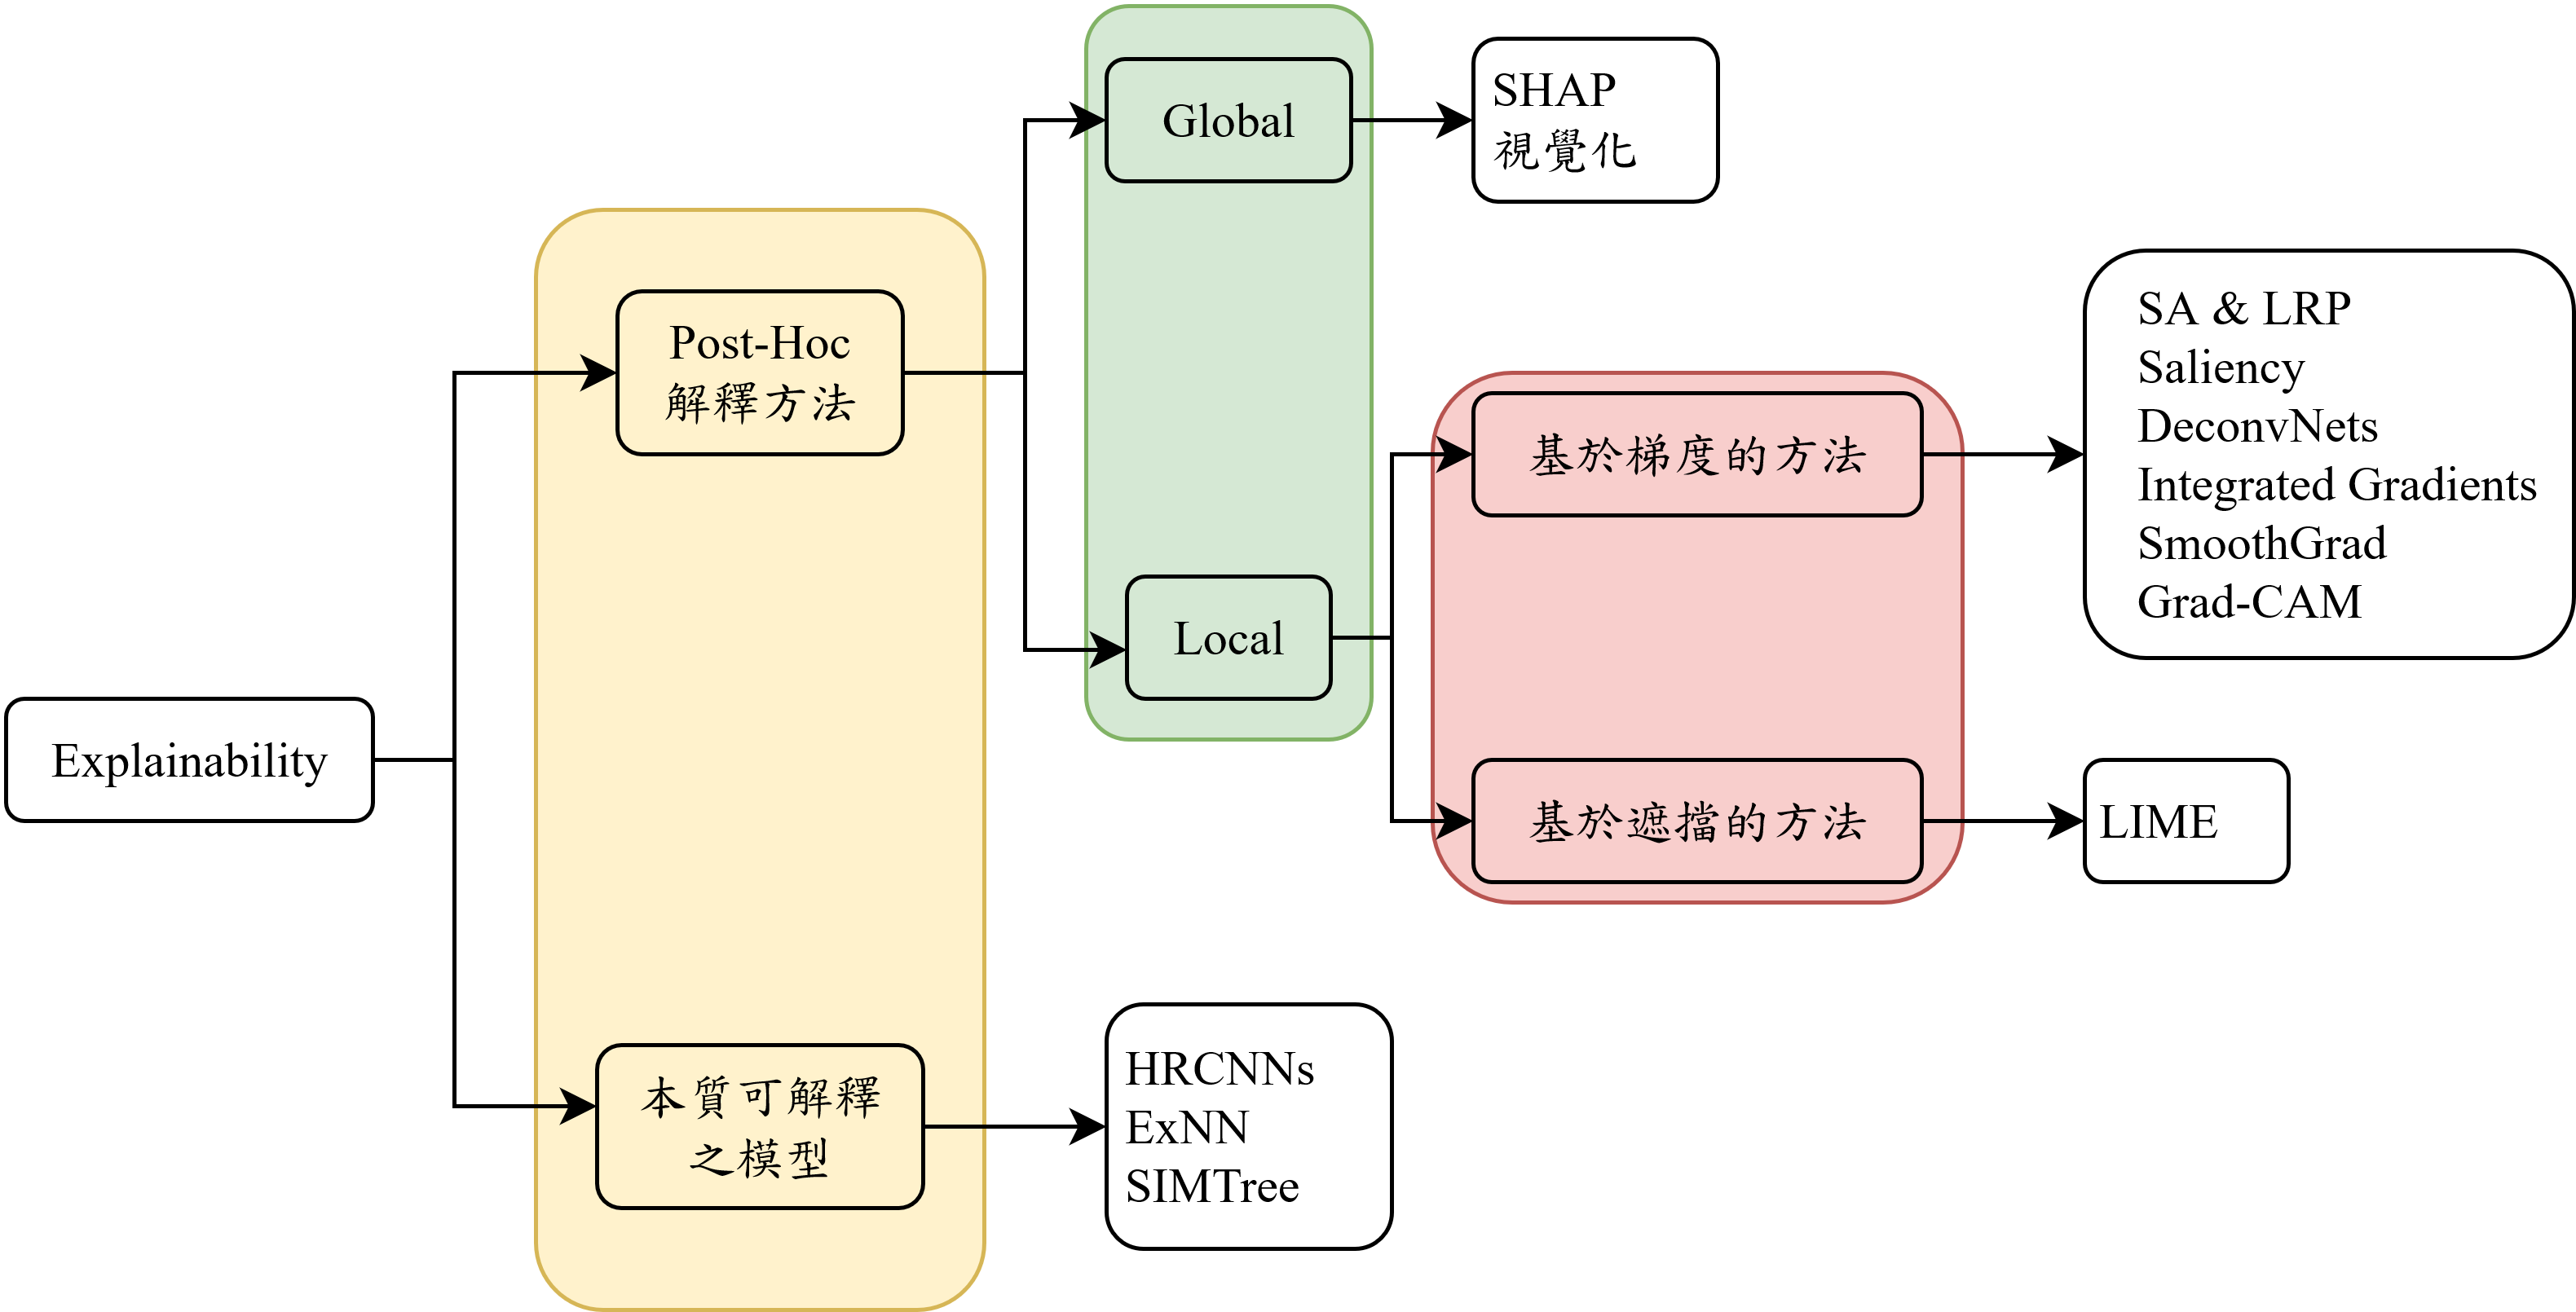 Explainability
Post-Hoc
解釋方法
本質可解釋
之模型
Global
Local
SHAP
視覺化
基於梯度的方法
基於遮擋的方法
SA & LRP
Saliency
DeconvNets
Integrated Gradients
SmoothGrad
Grad-CAM
LIME
HRCNNs
ExNN
SIMTree